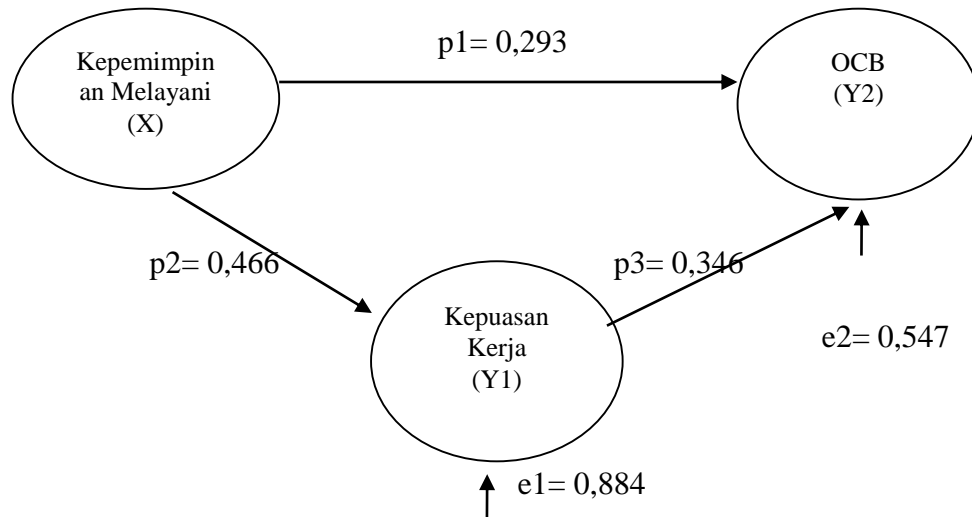 p1= 0,293
Kepemimpin
an Melayani
(X)
OCB
(Y2)
p2= 0,466
p3= 0,346
Kepuasan
Kerja
(Y1)
e2= 0,547
e1= 0,884